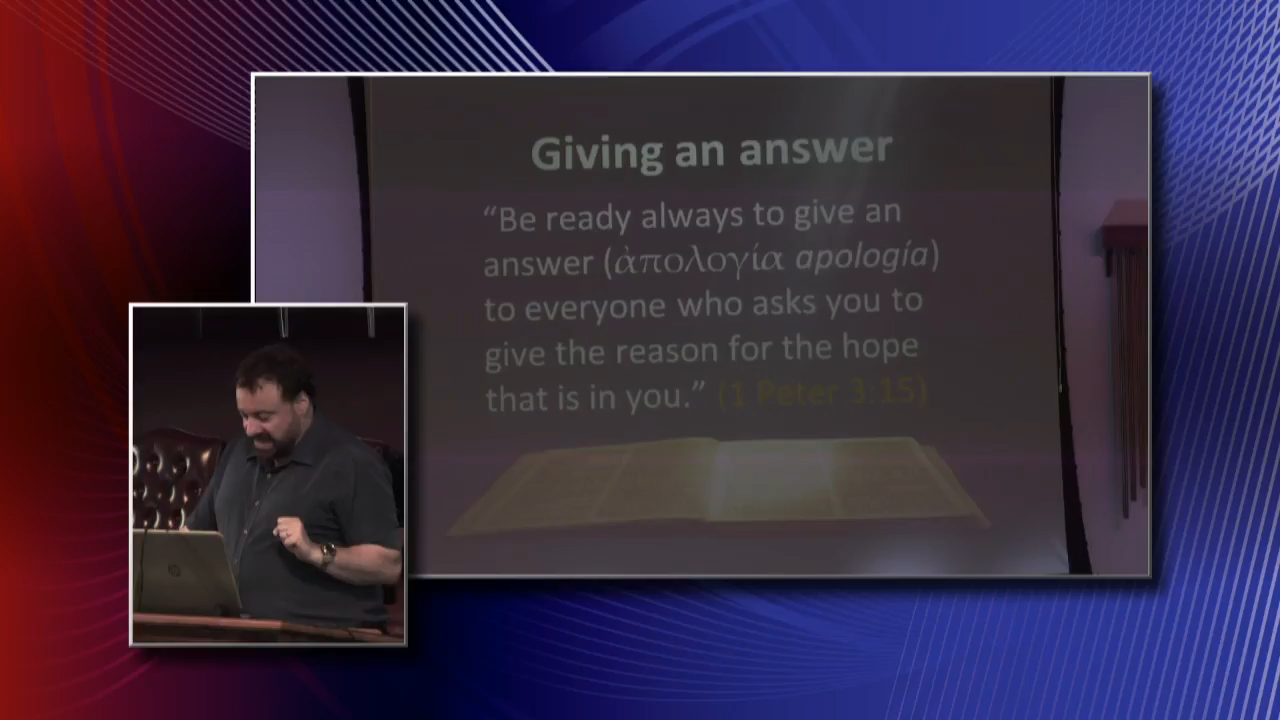 Giving an answer
“Be ready always to give an
answer (ἀπολογία apología)
to everyone who asks you to
give the reason for the hope
that is in you.” (1 Peter 3:15)